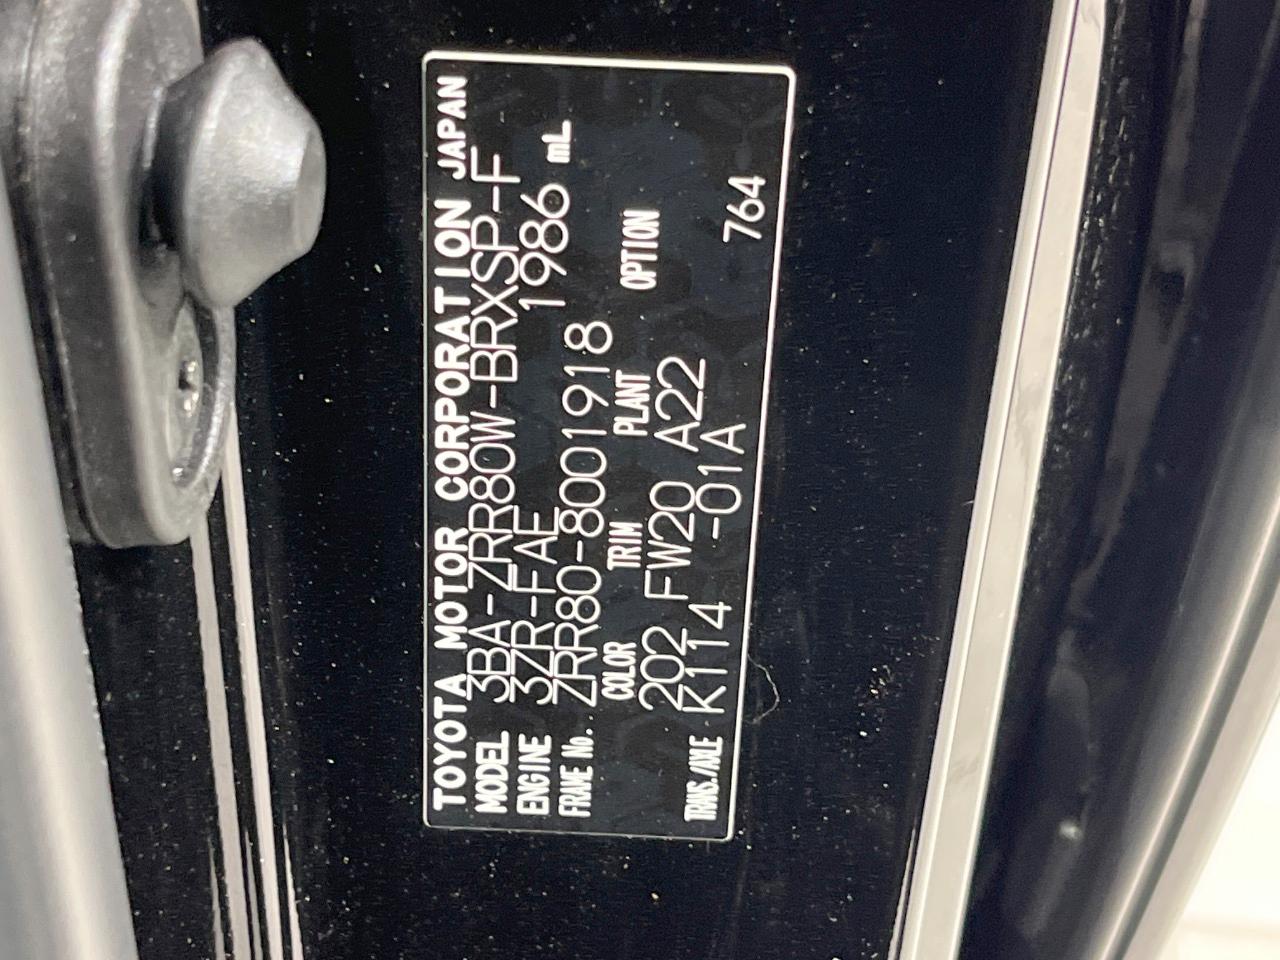 TOYOTA MOTOR CORPORATION JAPAN
MODEL 3BA-ZRR80W-BRXSP-F
ENGINE 3ZR-FAE 1986 mL
FRAME No. ZRR80-8001918
COLOR TRIM PLANT OPTION
202 FW20 A22
TRANS./AXLE K114 -01A 764